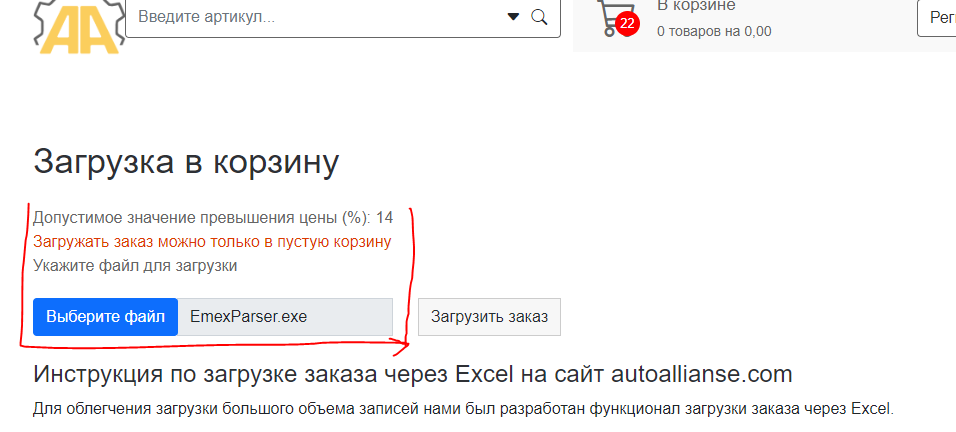 АА
Введите артикул...
В корзине
22
0 товаров на 0,00
Рег
Загрузка в корзину
Допустимое значение превышения цены (%): 14
Загружать заказ можно только в пустую корзину
Укажите файл для загрузки
Выберите файл EmexParser.exe
Загрузить заказ
Инструкция по загрузке заказа через Excel на сайт autoallianse.com
Для облегчения загрузки большого объема записей нами был разработан функционал загрузки заказа через Excel.